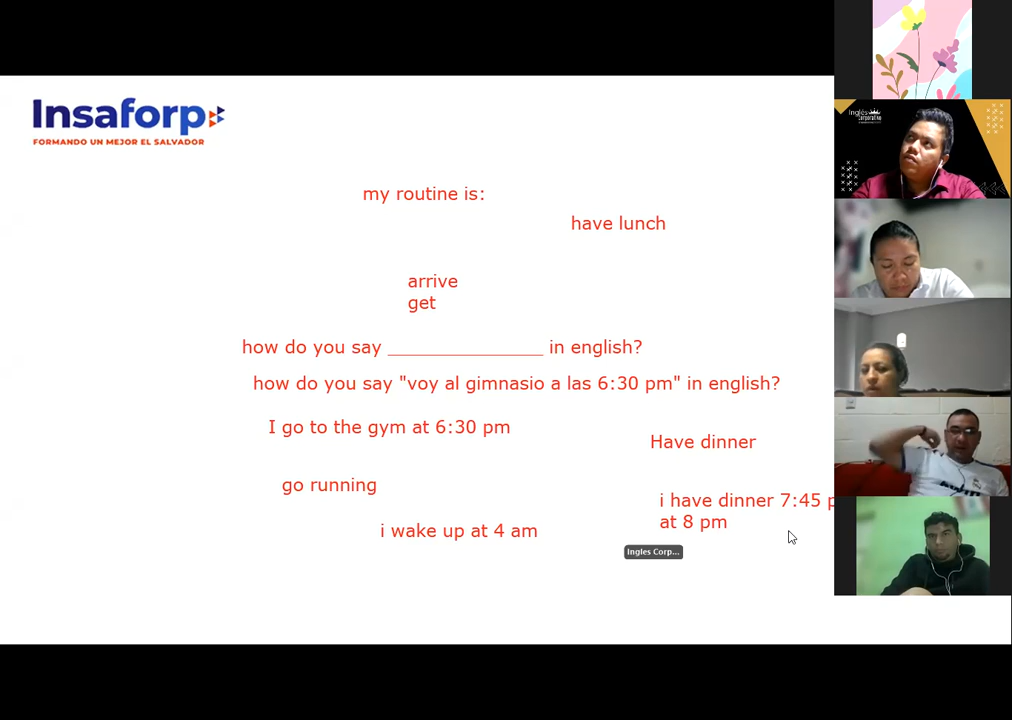 Insaforp
FORMANDO UN MEJOR EL SALVADOR
Inglés
corporativo
my routine is:
have lunch
arrive
get
how do you say ________________ in english?
how do you say "voy al gimnasio a las 6:30 pm" in english?
I go to the gym at 6:30 pm
Have dinner
go running
i have dinner 7:45 p
at 8 pm
i wake up at 4 am
Ingles Corp...